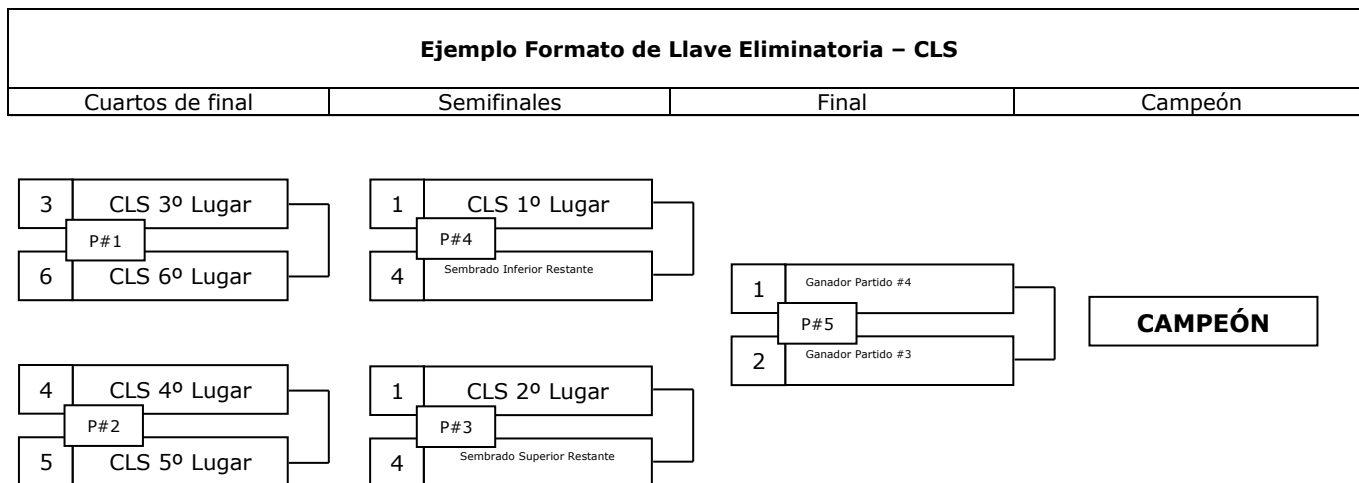 Ejemplo Formato de Llave Eliminatoria – CLS
Cuartos de final
Semifinales
Final
Campeón
3
CLS 3º Lugar
P#1
6
CLS 6º Lugar
4
CLS 4º Lugar
P#2
5
CLS 5º Lugar
1
CLS 1º Lugar
P#4
4
Sembrado Inferior Restante
1
CLS 2º Lugar
P#3
4
Sembrado Superior Restante
1
Ganador Partido #4
P#5
2
Ganador Partido #3
CAMPEÓN